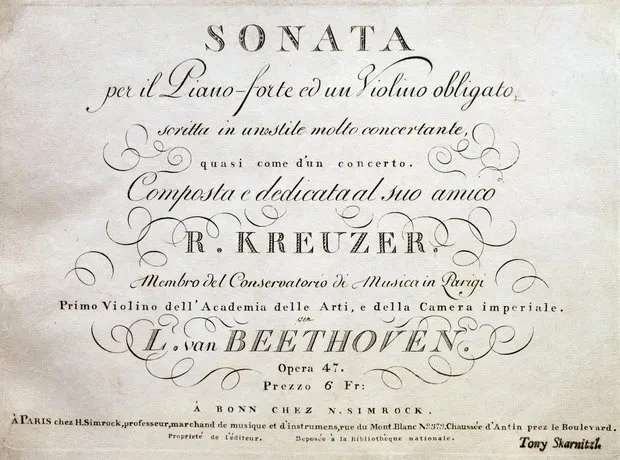 SONATA
per il Piano-forte ed un Violino obligato,
scritta in uno stile molto concertante,
quasi come d'un concerto.
Composta e dedicata al suo amico
R. KREUZER.
Membro del Conservatorio di Musica in Parigi
Primo Violino dell'Academia delle Arti, e della Camera imperiale.
per
L. van BEETHOVEN.
Opera 47.
Prezzo 6 Fr:
À BONN CHEZ N. SIMROCK.
à PARIS chez H. Simrock, professeur, marchand de musique et d'instrumens, rue du Mont Blanc Nº 373, Chaussée d'Antin prez le Boulevard.
Propriété de l'éditeur. Deposée à la Bibliothèque nationale.
Tony Skarnitzl